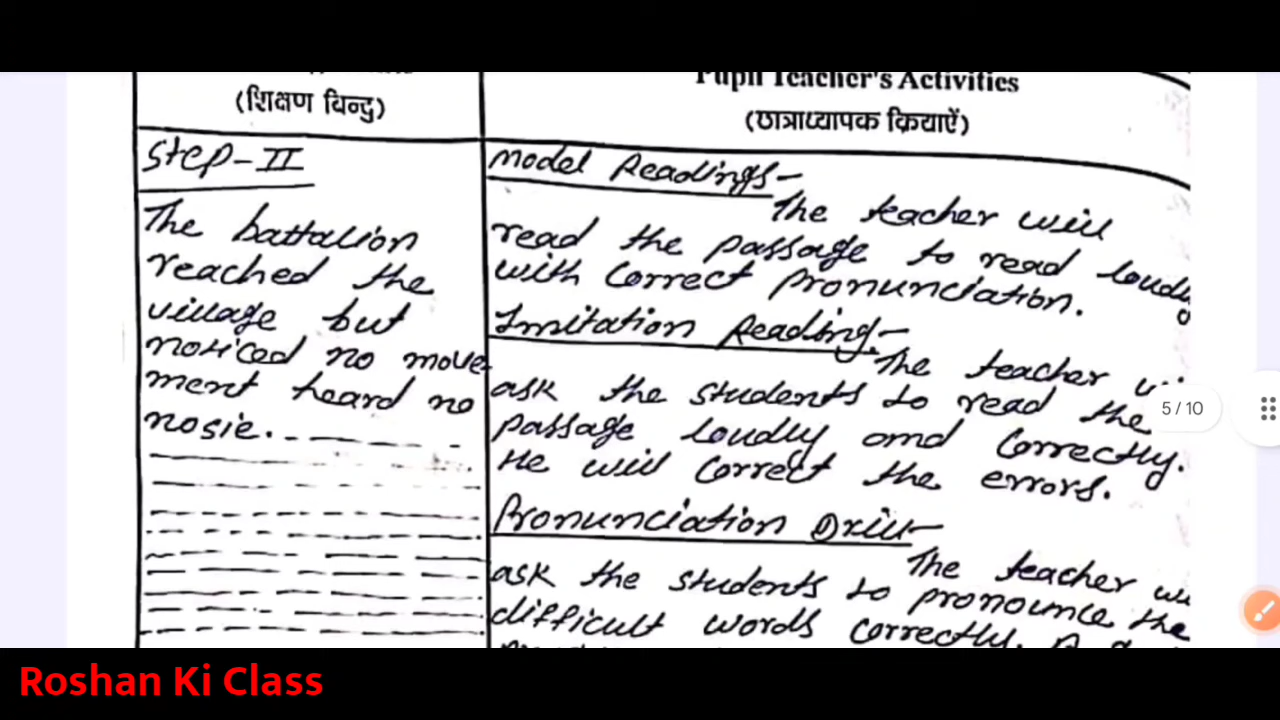 Pupil Teacher's Activities
(शिक्षण विन्दु)
(छात्राध्यापक क्रियाऐं)
Step-II
The battalion
reached the
village but
noticed no move-
ment heard no
nosie.
Model Readings-
The teacher will
read the passage to read loudly
with correct pronunciation.
Imitation Reading.-
The teacher
ask the students to read the
passage loudly and correctly.
He will correct the errors.
Pronunciation Drill-
The teacher
ask the students to pronounce the
difficult words correctly.
5/10
Roshan Ki Class